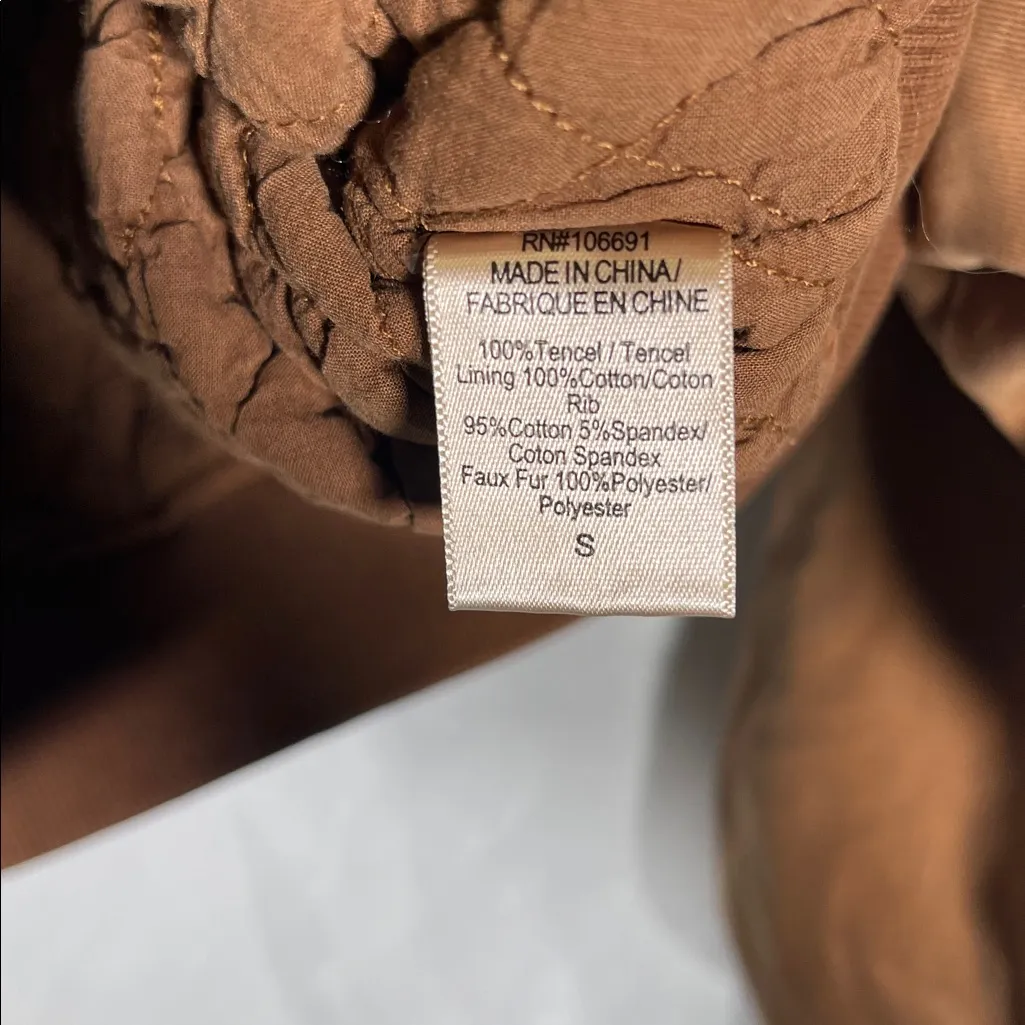 RN#106691
MADE IN CHINA/
FABRIQUE EN CHINE
100%Tencel / Tencel
Lining 100%Cotton/Coton
Rib
95%Cotton 5%Spandex/
Coton Spandex
Faux Fur 100%Polyester/
Polyester
S